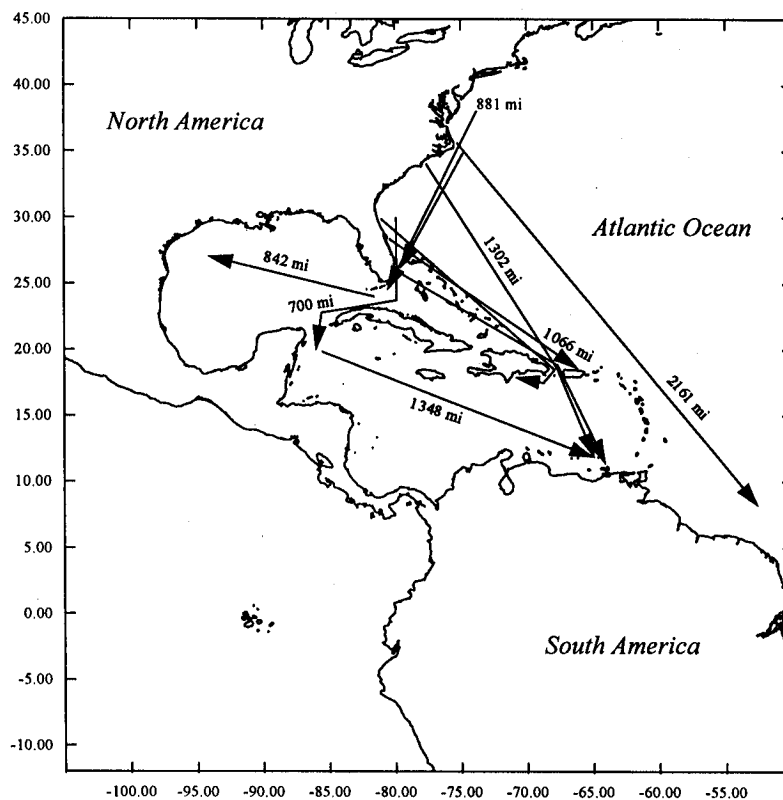 45.00
881 mi
40.00
North America
35.00
30.00
Atlantic Ocean
1302 mi
842 mi
25.00
700 mi
1066 mi
20.00
2161 mi
1348 mi
15.00
10.00
5.00
0.00
South America
-5.00
-10.00
-100.00 -95.00 -90.00 -85.00 -80.00 -75.00 -70.00 -65.00 -60.00 -55.00